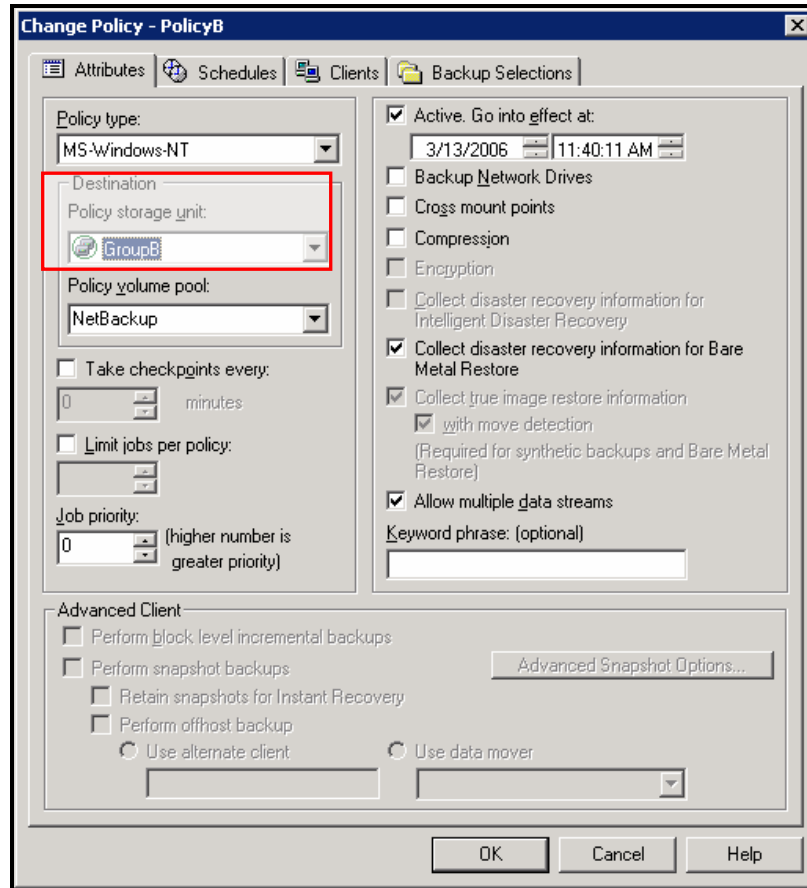 Change Policy - PolicyB
Attributes
Schedules
Clients
Backup Selections
Policy type:
MS-Windows-NT
Destination
Policy storage unit:
GroupB
Policy volume pool:
NetBackup
Take checkpoints every:
0
minutes
Limit jobs per policy:
Job priority:
0
(higher number is
greater priority)
Active. Go into effect at:
3/13/2006
11:40:11 AM
Backup Network Drives
Cross mount points
Compression
Encryption
Collect disaster recovery information for
Intelligent Disaster Recovery
Collect disaster recovery information for Bare
Metal Restore
Collect true image restore information
with move detection
(Required for synthetic backups and Bare Metal
Restore)
Allow multiple data streams
Keyword phrase: (optional)
Advanced Client
Perform block level incremental backups
Perform snapshot backups
Advanced Snapshot Options...
Retain snapshots for Instant Recovery
Perform offhost backup
Use alternate client
Use data mover
OK
Cancel
Help